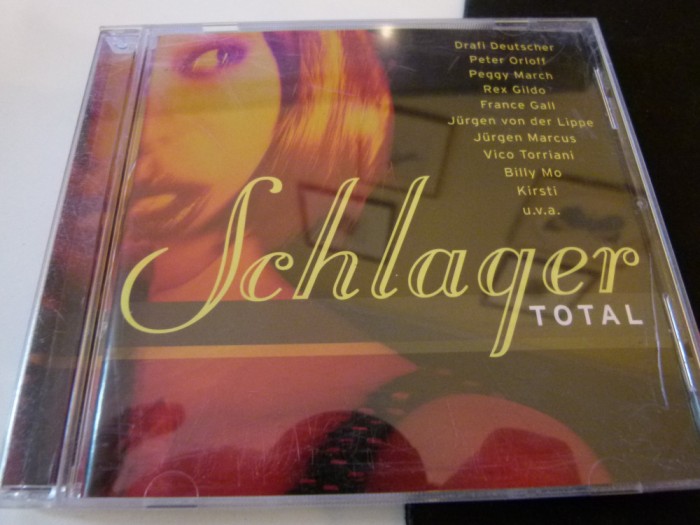 Drafi Deutscher
Peter Orloff
Peggy March
Rex Gildo
France Gall
Jürgen von der Lippe
Jürgen Marcus
Vico Torriani
Billy Mo
Kirsti
u.v.a.
Schlager
TOTAL